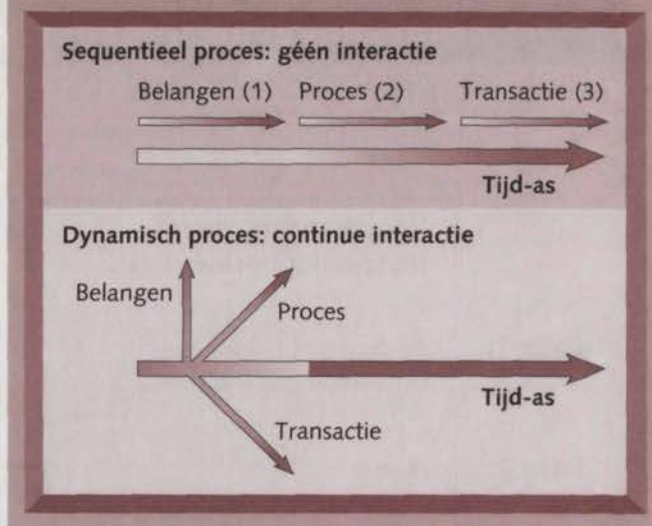 Sequentieel proces: géén interactie
Belangen (1) Proces (2) Transactie (3)
Tijd-as
Dynamisch proces: continue interactie
Belangen
Proces
Tijd-as
Transactie